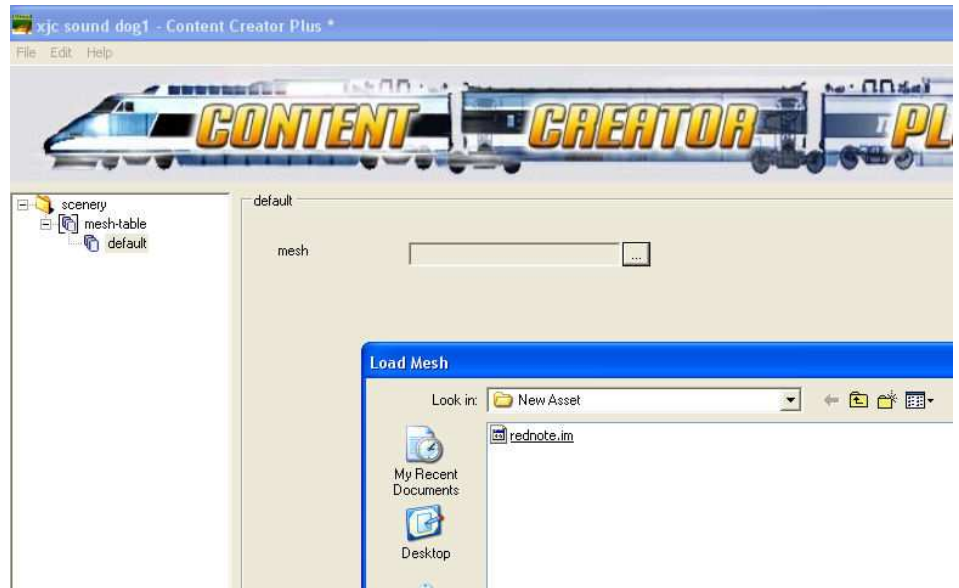 xjc sound dog1 - Content Creator Plus *
File Edit Help
CONTENT CREATOR PL
scenery
mesh-table
default
default
mesh
...
Load Mesh
Look in: New Asset
rednote.im
My Recent
Documents
Desktop